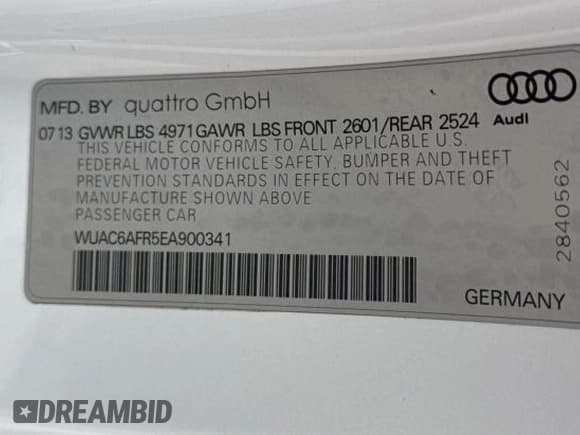 MFD. BY quattro GmbH
Audi
07 13 GVWR LBS 4971 GAWR LBS FRONT 2601/REAR 2524
THIS VEHICLE CONFORMS TO ALL APPLICABLE U.S.
FEDERAL MOTOR VEHICLE SAFETY, BUMPER AND THEFT
PREVENTION STANDARDS IN EFFECT ON THE DATE OF
MANUFACTURE SHOWN ABOVE
PASSENGER CAR
WUAC6AFR5EA900341
2840562
GERMANY
DREAMBID